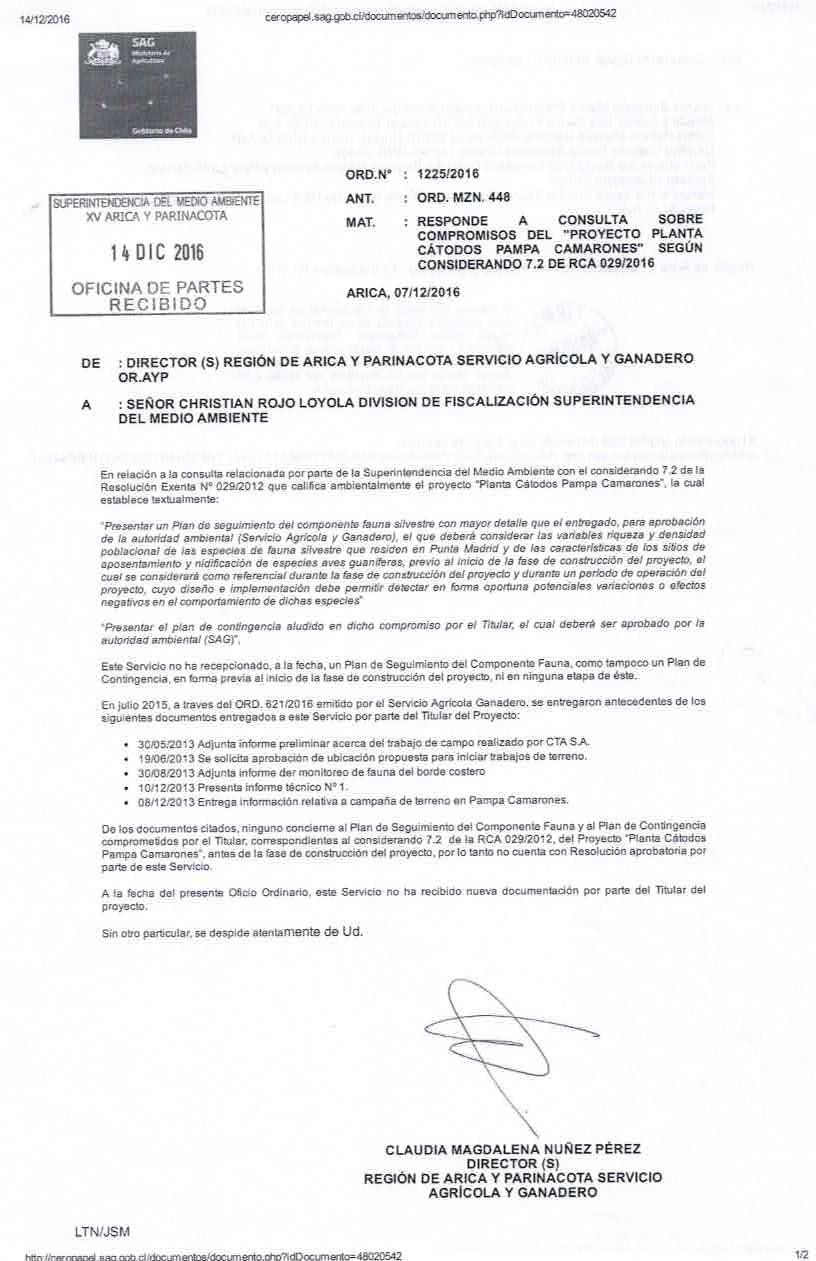 14/12/2016
ceropapel.sag.gob.cl/documentos/documento.php?idDocumento=48020542
SAG
Ministerio de
Agricultura
Gobierno de Chile
SUPERINTENDENCIA DEL MEDIO AMBIENTE
XV ARICA Y PARINACOTA
14 DIC 2016
OFICINA DE PARTES
RECIBIDO
ORD.N° : 1225/2016
ANT. : ORD. MZN. 448
MAT. : RESPONDE A CONSULTA SOBRE
COMPROMISOS DEL "PROYECTO PLANTA
CÁTODOS PAMPA CAMARONES" SEGÚN
CONSIDERANDO 7.2 DE RCA 029/2016
ARICA, 07/12/2016
DE : DIRECTOR (S) REGIÓN DE ARICA Y PARINACOTA SERVICIO AGRÍCOLA Y GANADERO
OR.AYP
A : SEÑOR CHRISTIAN ROJO LOYOLA DIVISION DE FISCALIZACIÓN SUPERINTENDENCIA
DEL MEDIO AMBIENTE
En relación a la consulta relacionada por parte de la Superintendencia del Medio Ambiente con el considerando 7.2 de la
Resolución Exenta N° 029/2012 que califica ambientalmente el proyecto "Planta Cátodos Pampa Camarones", la cual
establece textualmente:
"Presentar un Plan de seguimiento del componente fauna silvestre con mayor detalle que el entregado, para aprobación
de la autoridad ambiental (Servicio Agrícola y Ganadero), el que deberá considerar las variables riqueza y densidad
poblacional de las especies de fauna silvestre que residen en Punta Madrid y de las características de los sitios de
aposentamiento y nidificación de especies aves guaníferas, previo al inicio de la fase de construcción del proyecto, el
cual se considerará como referencial durante la fase de construcción del proyecto y durante un período de operación del
proyecto, cuyo diseño e implementación debe permitir detectar en forma oportuna potenciales variaciones o efectos
negativos en el comportamiento de dichas especies"
"Presentar el plan de contingencia aludido en dicho compromiso por el Titular, el cual deberá ser aprobado por la
autoridad ambiental (SAG)",
Este Servicio no ha recepcionado, a la fecha, un Plan de Seguimiento del Componente Fauna, como tampoco un Plan de
Contingencia, en forma previa al inicio de la fase de construcción del proyecto, ni en ninguna etapa de éste.
En julio 2015, a traves del ORD. 621/2016 emitido por el Servicio Agrícola Ganadero, se entregaron antecedentes de los
siguientes documentos entregados a este Servicio por parte del Titular del Proyecto:
• 30/05/2013 Adjunta informe preliminar acerca del trabajo de campo realizado por CTA S.A.
• 19/06/2013 Se solicita aprobación de ubicación propuesta para iniciar trabajos de terreno.
• 30/08/2013 Adjunta informe der monitoreo de fauna del borde costero
• 10/12/2013 Presenta informe técnico N° 1.
• 08/12/2013 Entrega información relativa a campaña de terreno en Pampa Camarones.
De los documentos citados, ninguno concierne al Plan de Seguimiento del Componente Fauna y al Plan de Contingencia
comprometidos por el Titular, correspondientes al considerando 7.2 de la RCA 029/2012, del Proyecto "Planta Cátodos
Pampa Camarones", antes de la fase de construcción del proyecto, por lo tanto no cuenta con Resolución aprobatoria por
parte de este Servicio.
A la fecha del presente Oficio Ordinario, este Servicio no ha recibido nueva documentación por parte del Titular del
proyecto.
Sin otro particular, se despide atentamente de Ud.
CLAUDIA MAGDALENA NUÑEZ PÉREZ
DIRECTOR (S)
REGIÓN DE ARICA Y PARINACOTA SERVICIO
AGRÍCOLA Y GANADERO
LTN/JSM
http://ceropapel.sag.gob.cl/documentos/documento.php?idDocumento=48020542
1/2